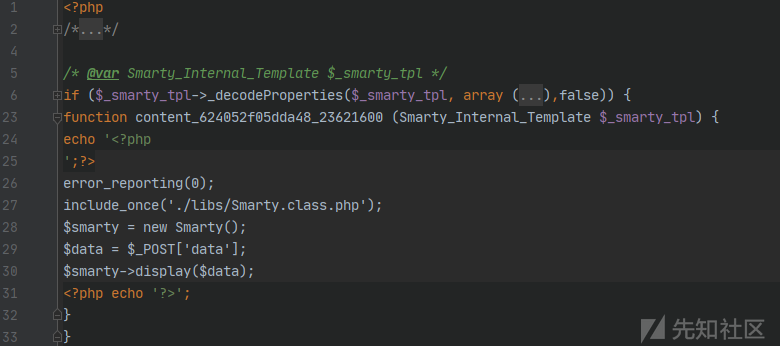 1 <?php
2 /*...*/
4
5 /* @var Smarty_Internal_Template $_smarty_tpl */
6 if ($_smarty_tpl->_decodeProperties($_smarty_tpl, array (...),false)) {
23 function content_624052f05dda48_23621600 (Smarty_Internal_Template $_smarty_tpl) {
24 echo '<?php
25 ';?>
26 error_reporting(0);
27 include_once('./libs/Smarty.class.php');
28 $smarty = new Smarty();
29 $data = $_POST['data'];
30 $smarty->display($data);
31 <?php echo '?>';
32 }
33 }
先知社区